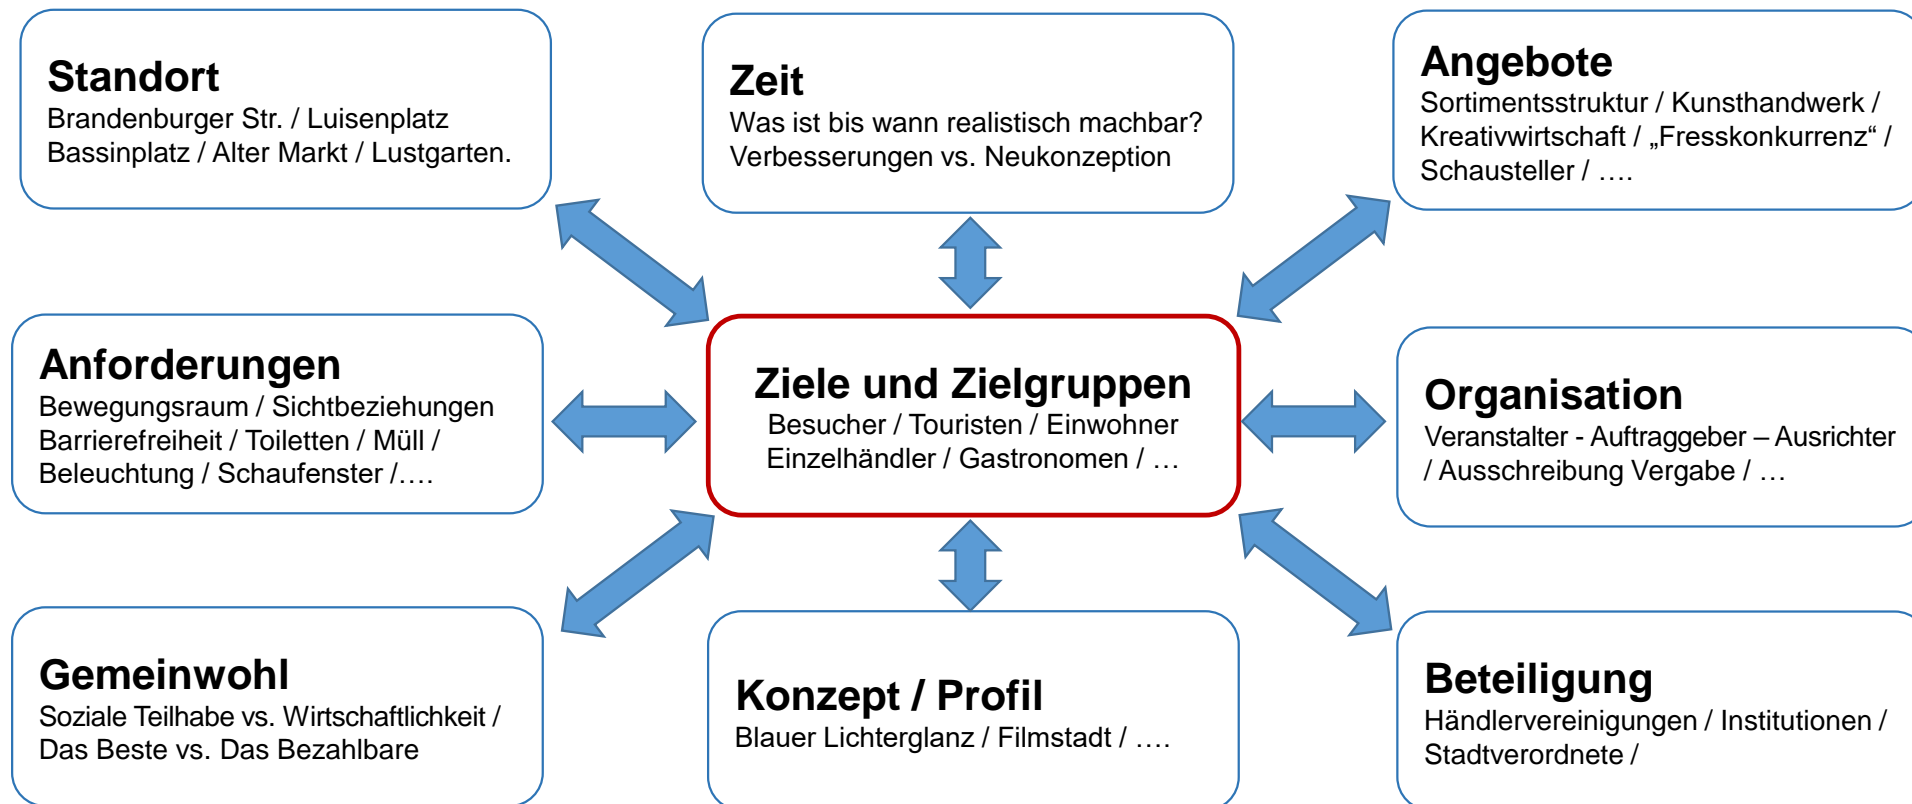 Standort
Brandenburger Str. / Luisenplatz
Bassinplatz / Alter Markt / Lustgarten.
Zeit
Was ist bis wann realistisch machbar?
Verbesserungen vs. Neukonzeption
Angebote
Sortimentsstruktur / Kunsthandwerk /
Kreativwirtschaft / „Fresskonkurrenz“ /
Schausteller / ….
Anforderungen
Bewegungsraum / Sichtbeziehungen
Barrierefreiheit / Toiletten / Müll /
Beleuchtung / Schaufenster /….
Ziele und Zielgruppen
Besucher / Touristen / Einwohner
Einzelhändler / Gastronomen / …
Organisation
Veranstalter - Auftraggeber – Ausrichter
/ Ausschreibung Vergabe / …
Gemeinwohl
Soziale Teilhabe vs. Wirtschaftlichkeit /
Das Beste vs. Das Bezahlbare
Konzept / Profil
Blauer Lichterglanz / Filmstadt / ….
Beteiligung
Händlervereinigungen / Institutionen /
Stadtverordnete /